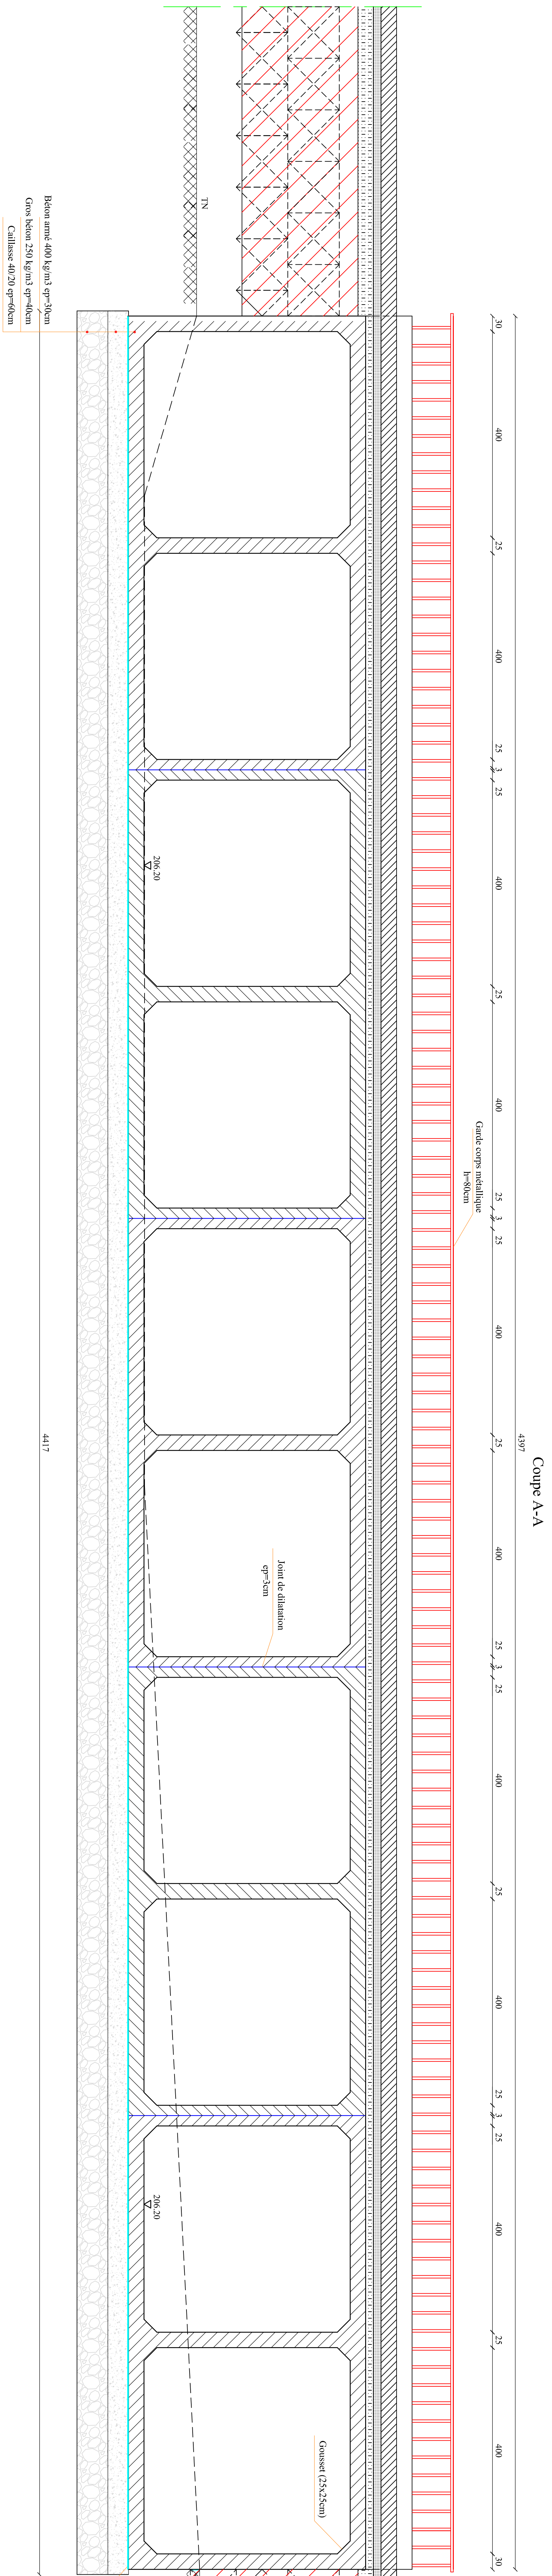 Coupe A-A
4397
30 400 25 400 25 3 25 400 25 400 25 3 25 400 25 400 25 3 25 400 25 400 25 3 25 400 25 400 30
Garde corps métallique
h=80cm
Gousset (25x25cm)
Joint de dilatation
ep=3cm
TN
206.20
206.20
Béton armé 400 kg/m3 ep=30cm
4417
Gros béton 250 kg/m3 ep=40cm
Caillasse 40/20 ep=60cm